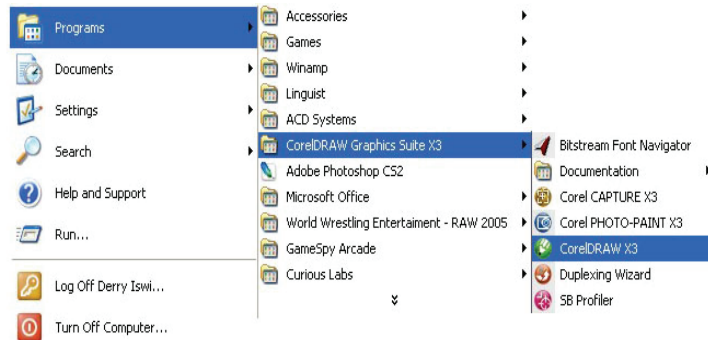 Programs
Documents
Settings
Search
Help and Support
Run...
Log Off Derry Iswi...
Turn Off Computer...
Accessories
Games
Winamp
Linguist
ACD Systems
CorelDRAW Graphics Suite X3
Adobe Photoshop CS2
Microsoft Office
World Wrestling Entertaiment - RAW 2005
GameSpy Arcade
Curious Labs
Bitstream Font Navigator
Documentation
Corel CAPTURE X3
Corel PHOTO-PAINT X3
CorelDRAW X3
Duplexing Wizard
SB Profiler